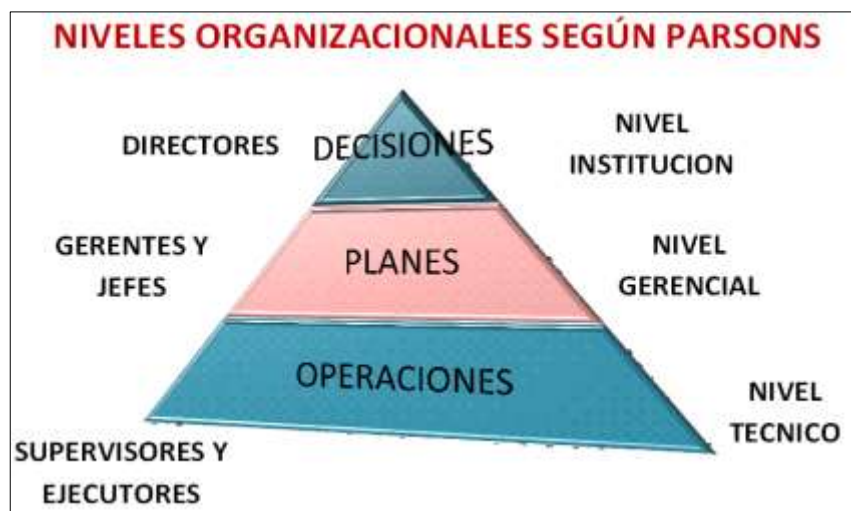 NIVELES ORGANIZACIONALES SEGÚN PARSONS
DIRECTORES
DECISIONES
NIVEL
INSTITUCION
GERENTES Y
JEFES
PLANES
NIVEL
GERENCIAL
OPERACIONES
NIVEL
TECNICO
SUPERVISORES Y
EJECUTORES